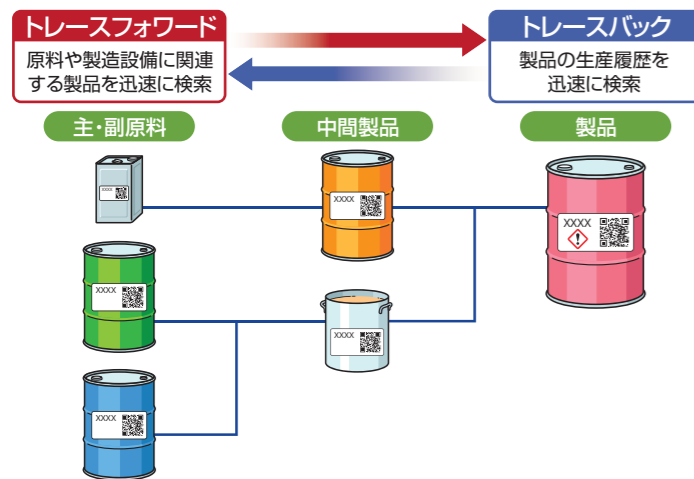 トレースフォワード
原料や製造設備に関連
する製品を迅速に検索
トレースバック
製品の生産履歴を
迅速に検索
主・副原料
中間製品
製品
XXXX
XXXX
XXXX
XXXX
XXXX
XXXX